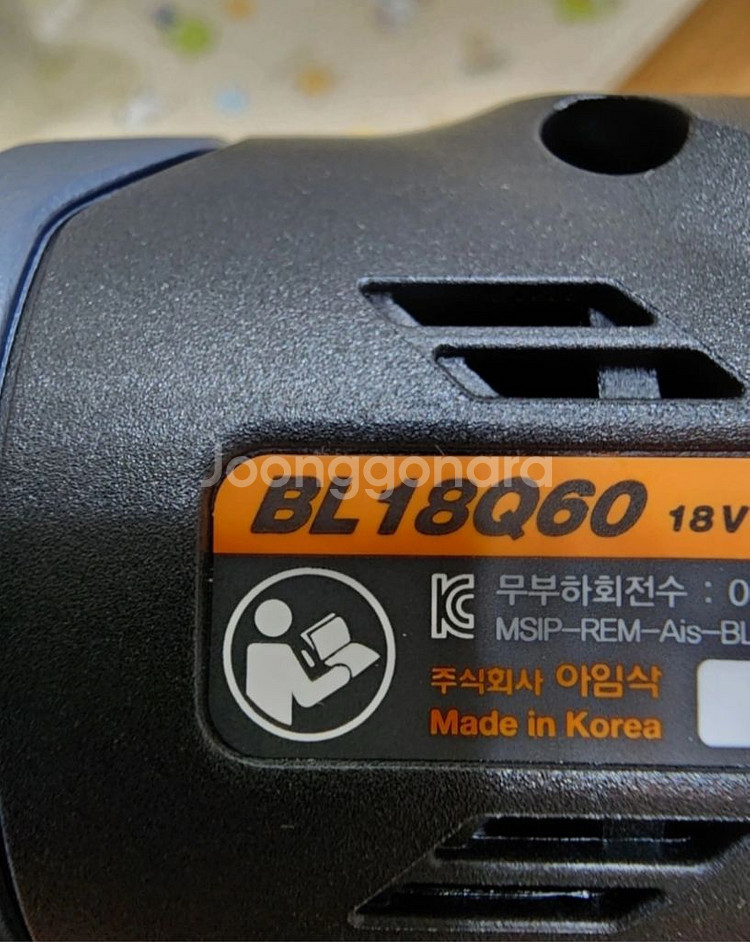 Joonggonara
BL18Q60 18V
무부하회전수 : 0
MSIP-REM-Ais-BL
주식회사 아임삭
Made in Korea